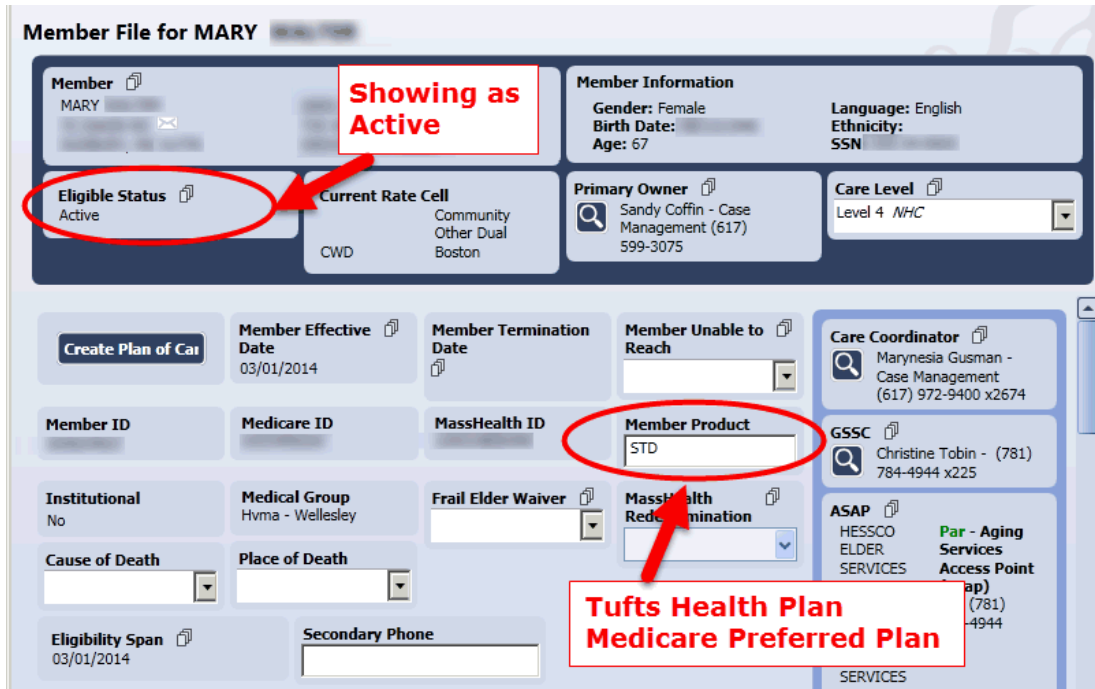 Member File for MARY
Member
MARY
Showing as
Active
Member Information
Gender: Female
Birth Date:
Age: 67
Language: English
Ethnicity:
SSN
Eligible Status
Active
Current Rate Cell
Community
Other Dual
CWD Boston
Primary Owner
Sandy Coffin - Case
Management (617)
599-3075
Care Level
Level 4 NHC
Create Plan of Car
Member Effective
Date
03/01/2014
Member Termination
Date
Member Unable to
Reach
Member ID
Medicare ID
MassHealth ID
Member Product
STD
Institutional
No
Medical Group
Hvma - Wellesley
Frail Elder Waiver
MassHealth
Cause of Death
Place of Death
Eligibility Span
03/01/2014
Secondary Phone
Tufts Health Plan
Medicare Preferred Plan
Care Coordinator
Marynesia Gusman -
Case Management
(617) 972-9400 x2674
GSSC
Christine Tobin - (781)
784-4944 x225
ASAP
HESSCO
ELDER
SERVICES
Par - Aging
Services
Access Point
(781)
-4944
SERVICES